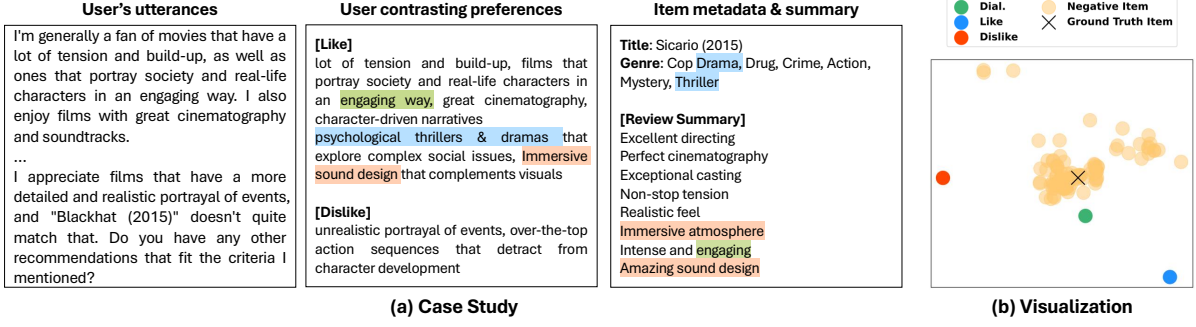 User's utterances
I'm generally a fan of movies that have a
lot of tension and build-up, as well as
ones that portray society and real-life
characters in an engaging way. I also
enjoy films with great cinematography
and soundtracks.
...
I appreciate films that have a more
detailed and realistic portrayal of events,
and "Blackhat (2015)" doesn't quite
match that. Do you have any other
recommendations that fit the criteria I
mentioned?
User contrasting preferences
[Like]
lot of tension and build-up, films that
portray society and real-life characters in
an engaging way, great cinematography,
character-driven narratives
psychological thrillers & dramas that
explore complex social issues, Immersive
sound design that complements visuals
[Dislike]
unrealistic portrayal of events, over-the-top
action sequences that detract from
character development
Item metadata & summary
Title: Sicario (2015)
Genre: Cop Drama, Drug, Crime, Action,
Mystery, Thriller
[Review Summary]
Excellent directing
Perfect cinematography
Exceptional casting
Non-stop tension
Realistic feel
Immersive atmosphere
Intense and engaging
Amazing sound design
(a) Case Study
Dial.
Like
Dislike
Negative Item
Ground Truth Item
(b) Visualization